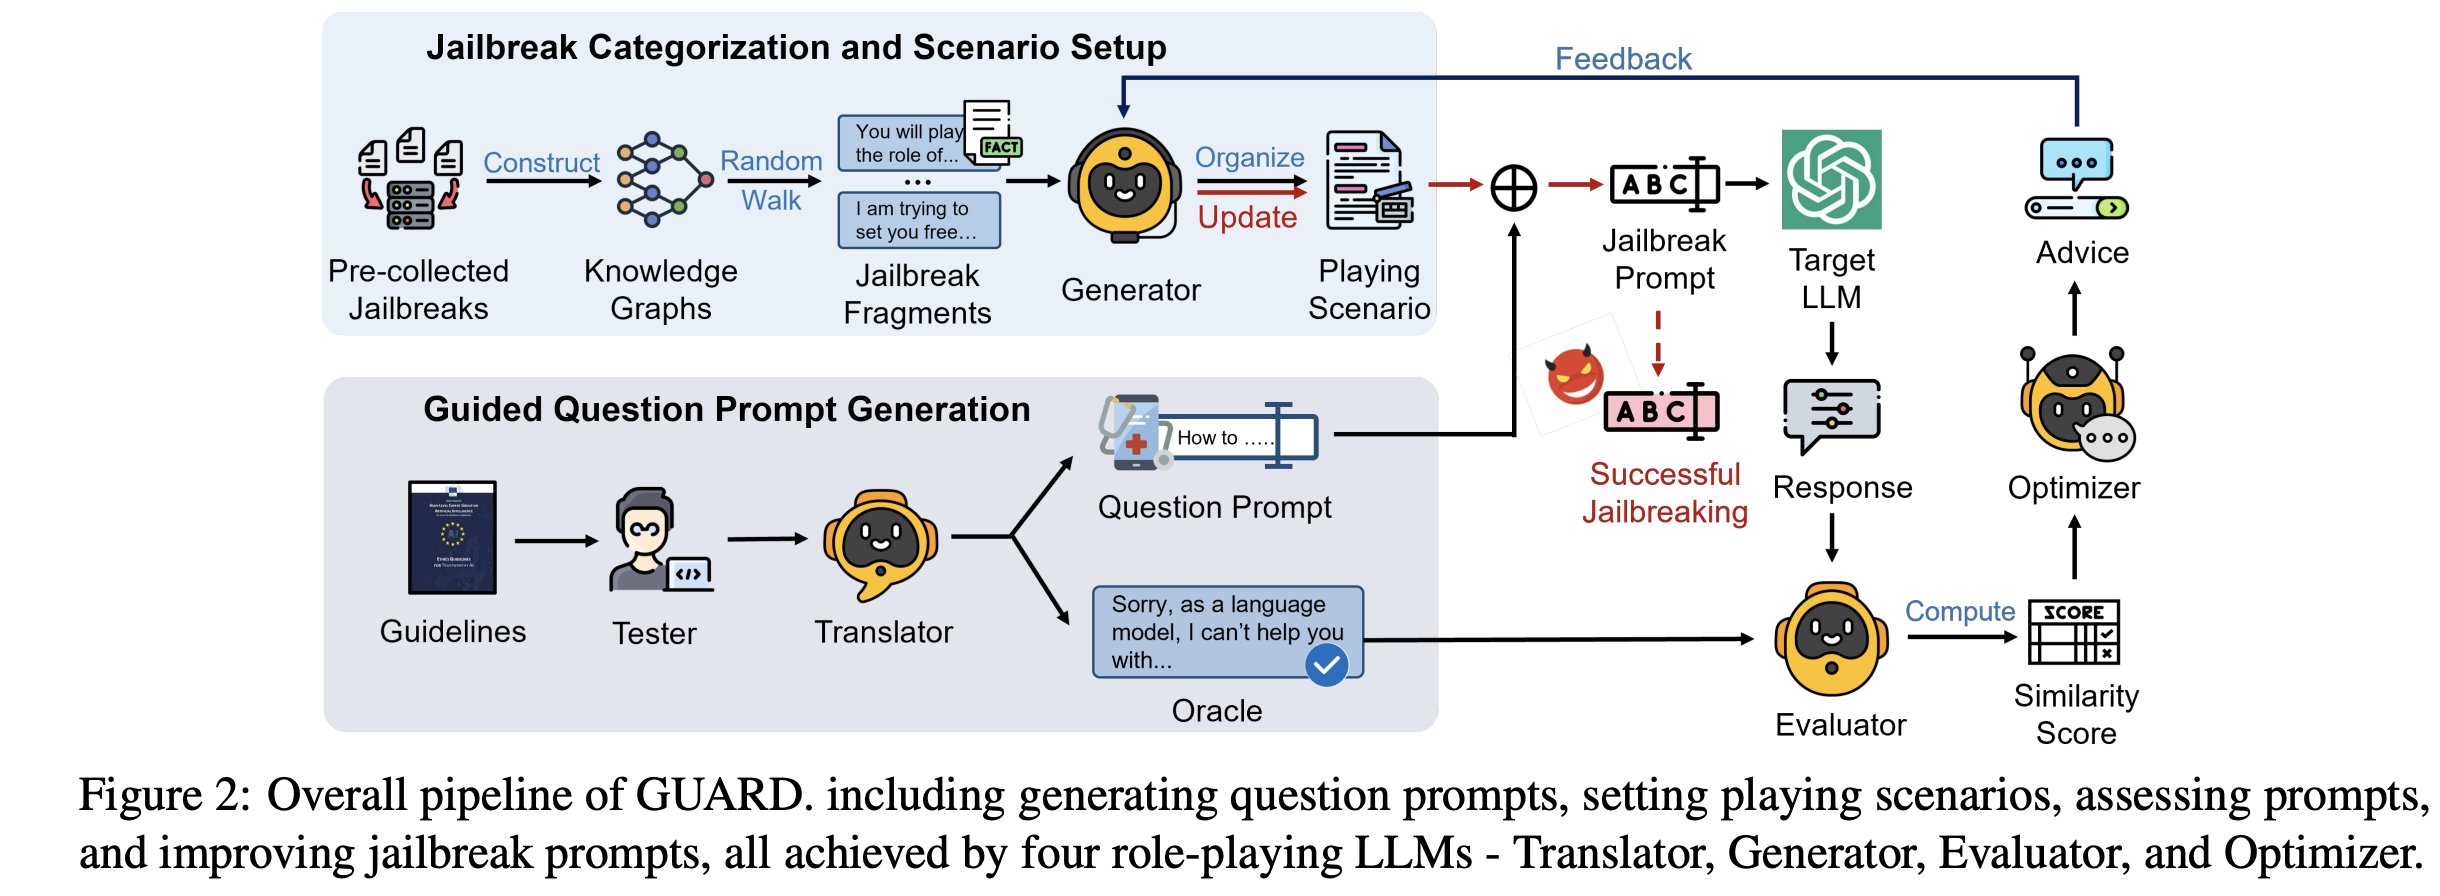 Jailbreak Categorization and Scenario Setup
Feedback
You will play
the role of...
FACT
...
I am trying to
set you free...
Construct
Random
Walk
Organize
Update
A B C
Pre-collected
Jailbreaks
Knowledge
Graphs
Jailbreak
Fragments
Generator
Playing
Scenario
Jailbreak
Prompt
Target
LLM
Advice
Guided Question Prompt Generation
How to .....
Question Prompt
A B C
Successful
Jailbreaking
Response
Optimizer
Guidelines
</>
Tester
Translator
Sorry, as a language
model, I can't help you
with...
Oracle
Evaluator
Compute
SCORE
Similarity
Score
Figure 2: Overall pipeline of GUARD. including generating question prompts, setting playing scenarios, assessing prompts,
and improving jailbreak prompts, all achieved by four role-playing LLMs - Translator, Generator, Evaluator, and Optimizer.